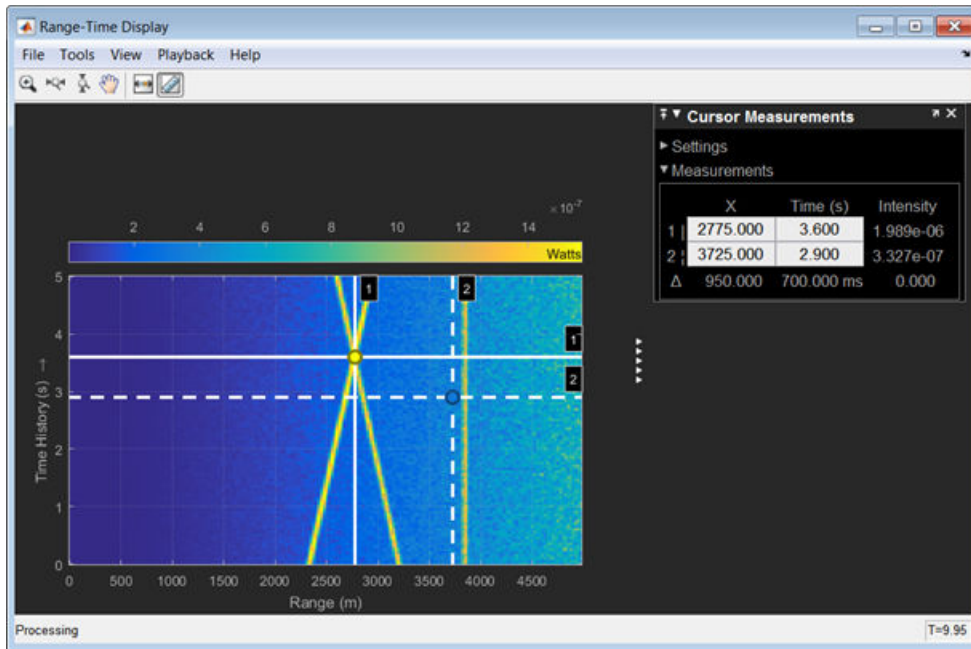 Range-Time Display
File Tools View Playback Help
Cursor Measurements
Settings
Measurements
X Time (s) Intensity
1 | 2775.000 3.600 1.989e-06
2 ¦ 3725.000 2.900 3.327e-07
Δ 950.000 700.000 ms 0.000
× 10-7
2 4 6 8 10 12 14
Watts
5
4
3
2
1
0
Time History (s) →
1 2
1
2
0 500 1000 1500 2000 2500 3000 3500 4000 4500
Range (m)
Processing T=9.95